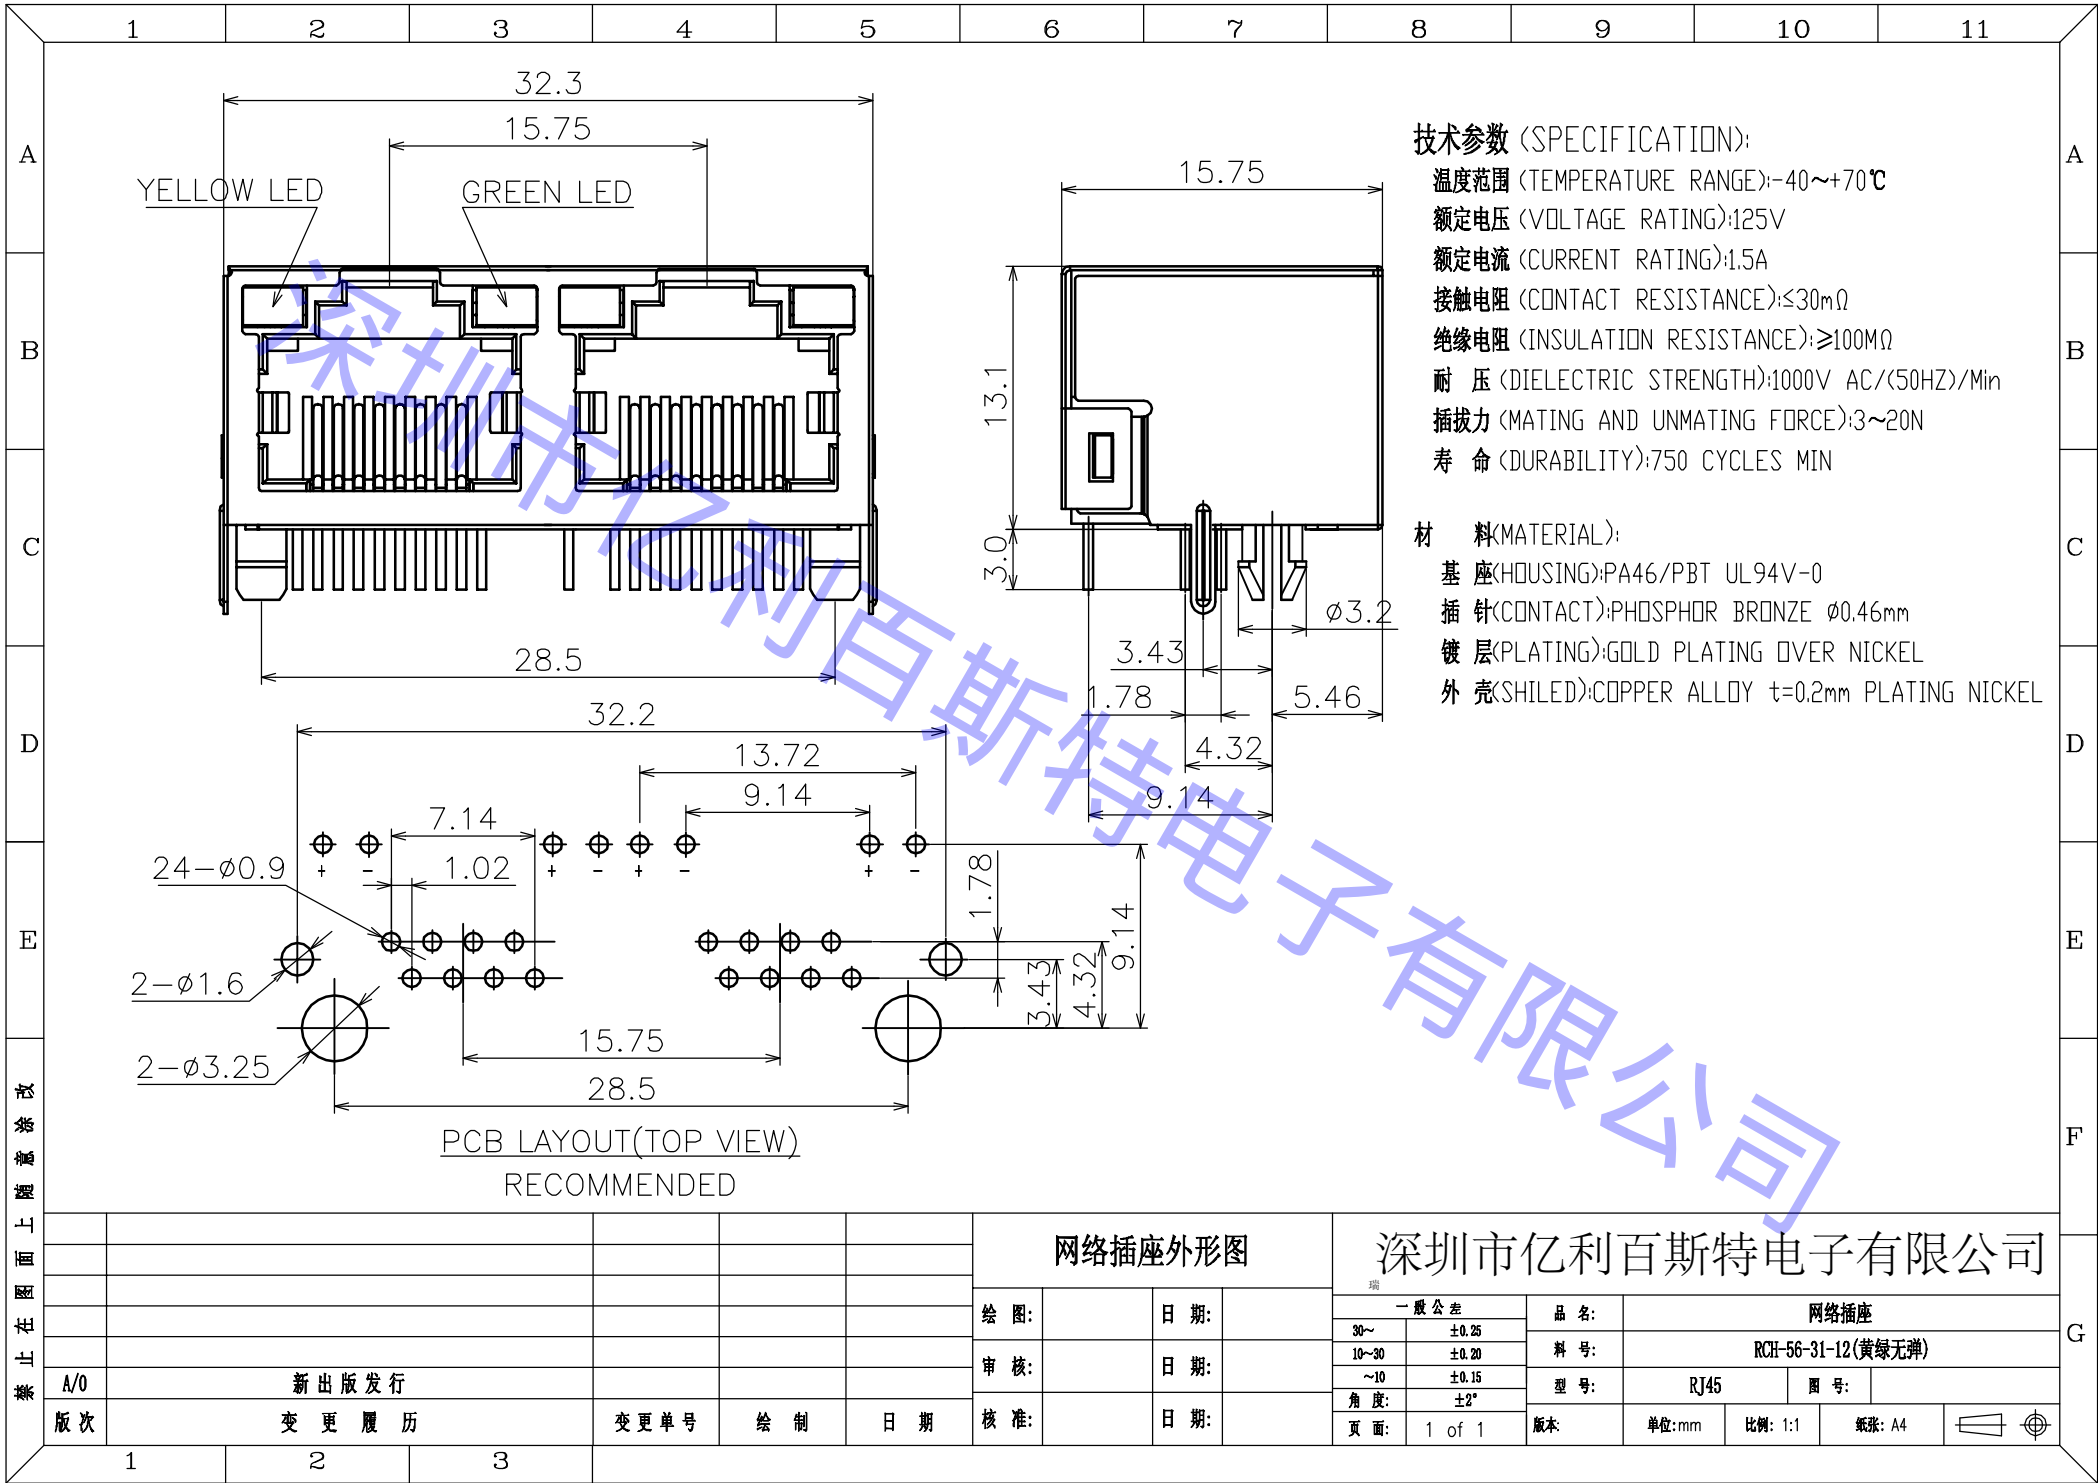 1 2 3 4 5 6 7 8 9 10 11
A
B
C
D
E
F
G
A
B
C
D
E
F
G
32.3
15.75
YELLOW LED
GREEN LED
28.5
15.75
13.1
3.0
ø3.2
3.43
1.78
5.46
4.32
9.14
技术参数 (SPECIFICATION):
温度范围 (TEMPERATURE RANGE):-40～+70℃
额定电压 (VOLTAGE RATING):125V
额定电流 (CURRENT RATING):1.5A
接触电阻 (CONTACT RESISTANCE):≤30mΩ
绝缘电阻 (INSULATION RESISTANCE):≥100MΩ
耐 压 (DIELECTRIC STRENGTH):1000V AC/(50HZ)/Min
插拔力 (MATING AND UNMATING FORCE):3～20N
寿 命 (DURABILITY):750 CYCLES MIN
材 料(MATERIAL):
基 座(HOUSING):PA46/PBT UL94V-0
插 针(CONTACT):PHOSPHOR BRONZE ø0.46mm
镀 层(PLATING):GOLD PLATING OVER NICKEL
外 壳(SHILED):COPPER ALLOY t=0.2mm PLATING NICKEL
32.2
13.72
9.14
7.14
1.02
24-ø0.9
+ - + - + - + -
2-ø1.6
2-ø3.25
1.78
3.43
4.32
9.14
15.75
28.5
PCB LAYOUT(TOP VIEW)
RECOMMENDED
深圳市亿利百斯特电子有限公司
禁止在图面上随意涂改
A/0 新出版发行
版次 变更履历 变更单号 绘制 日期
网络插座外形图
绘 图: 日 期:
审 核: 日 期:
核 准: 日 期:
深圳市亿利百斯特电子有限公司
瑞
一般公差
30～ ±0.25
10～30 ±0.20
～10 ±0.15
角 度: ±2°
页 面: 1 of 1
品 名: 网络插座
料 号: RCH-56-31-12(黄绿无弹)
型 号: RJ45 图 号:
版本: 单位:mm 比例: 1:1 纸张: A4
1 2 3